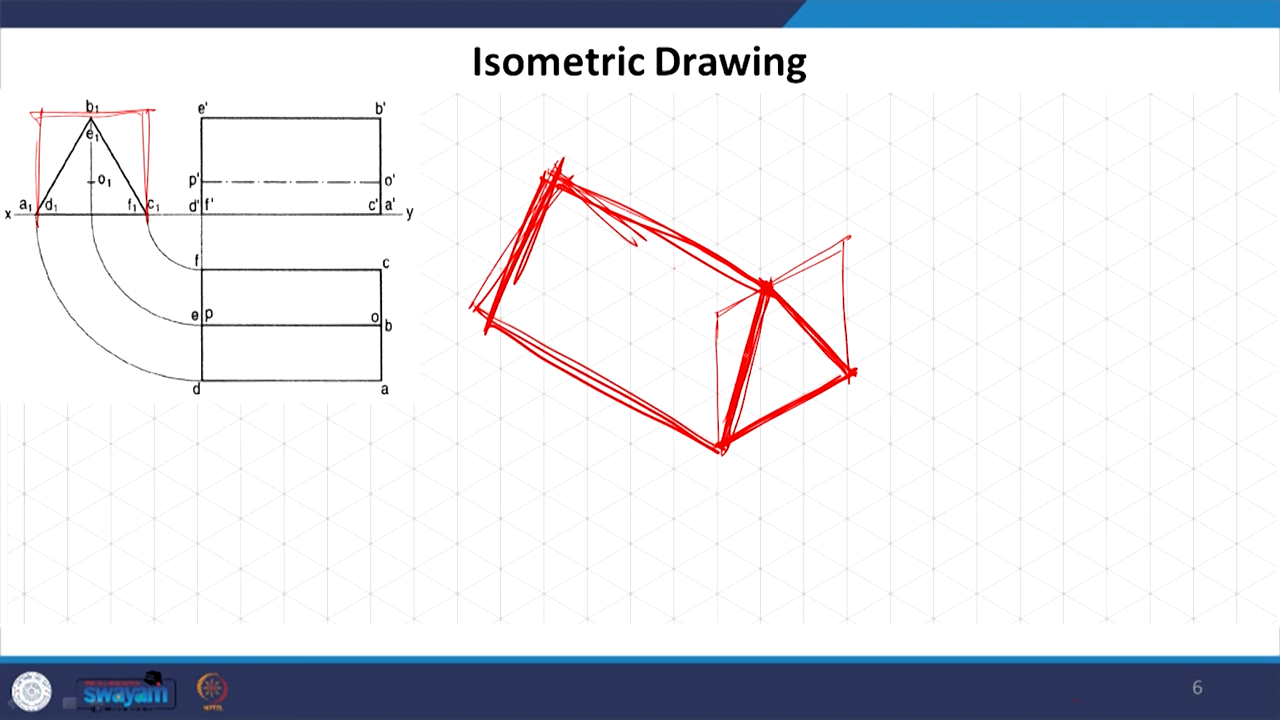 Isometric Drawing
b₁ e' b'
e₁
o₁ p' o'
x a₁ d₁ f₁ c₁ d' f' c' a' y
f c
e p o b
d a
swayam
6